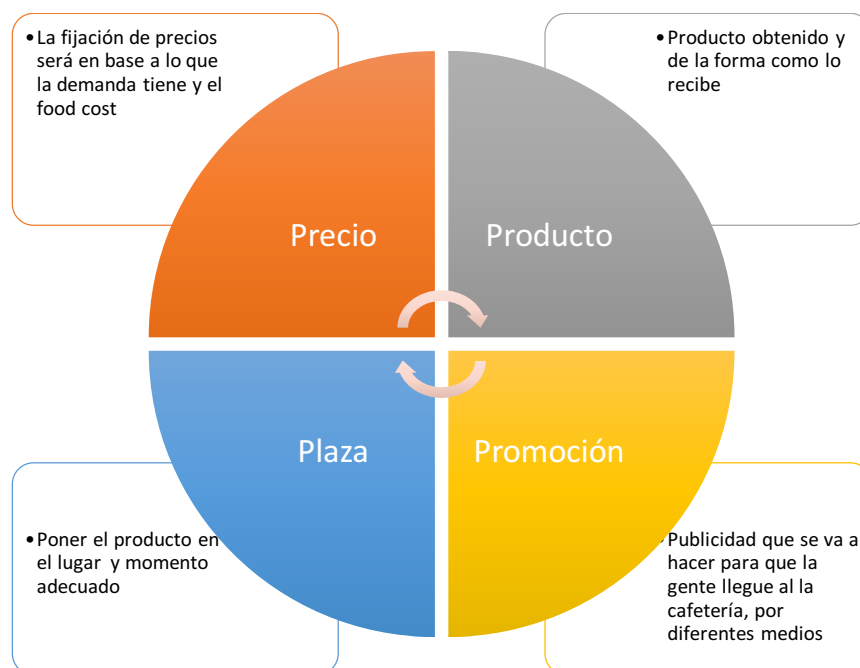 •La fijación de precios
será en base a lo que
la demanda tiene y el
food cost
•Producto obtenido y
de la forma como lo
recibe
Precio
Producto
Plaza
Promoción
•Poner el producto en
el lugar y momento
adecuado
•Publicidad que se va a
hacer para que la
gente llegue al la
cafetería, por
diferentes medios